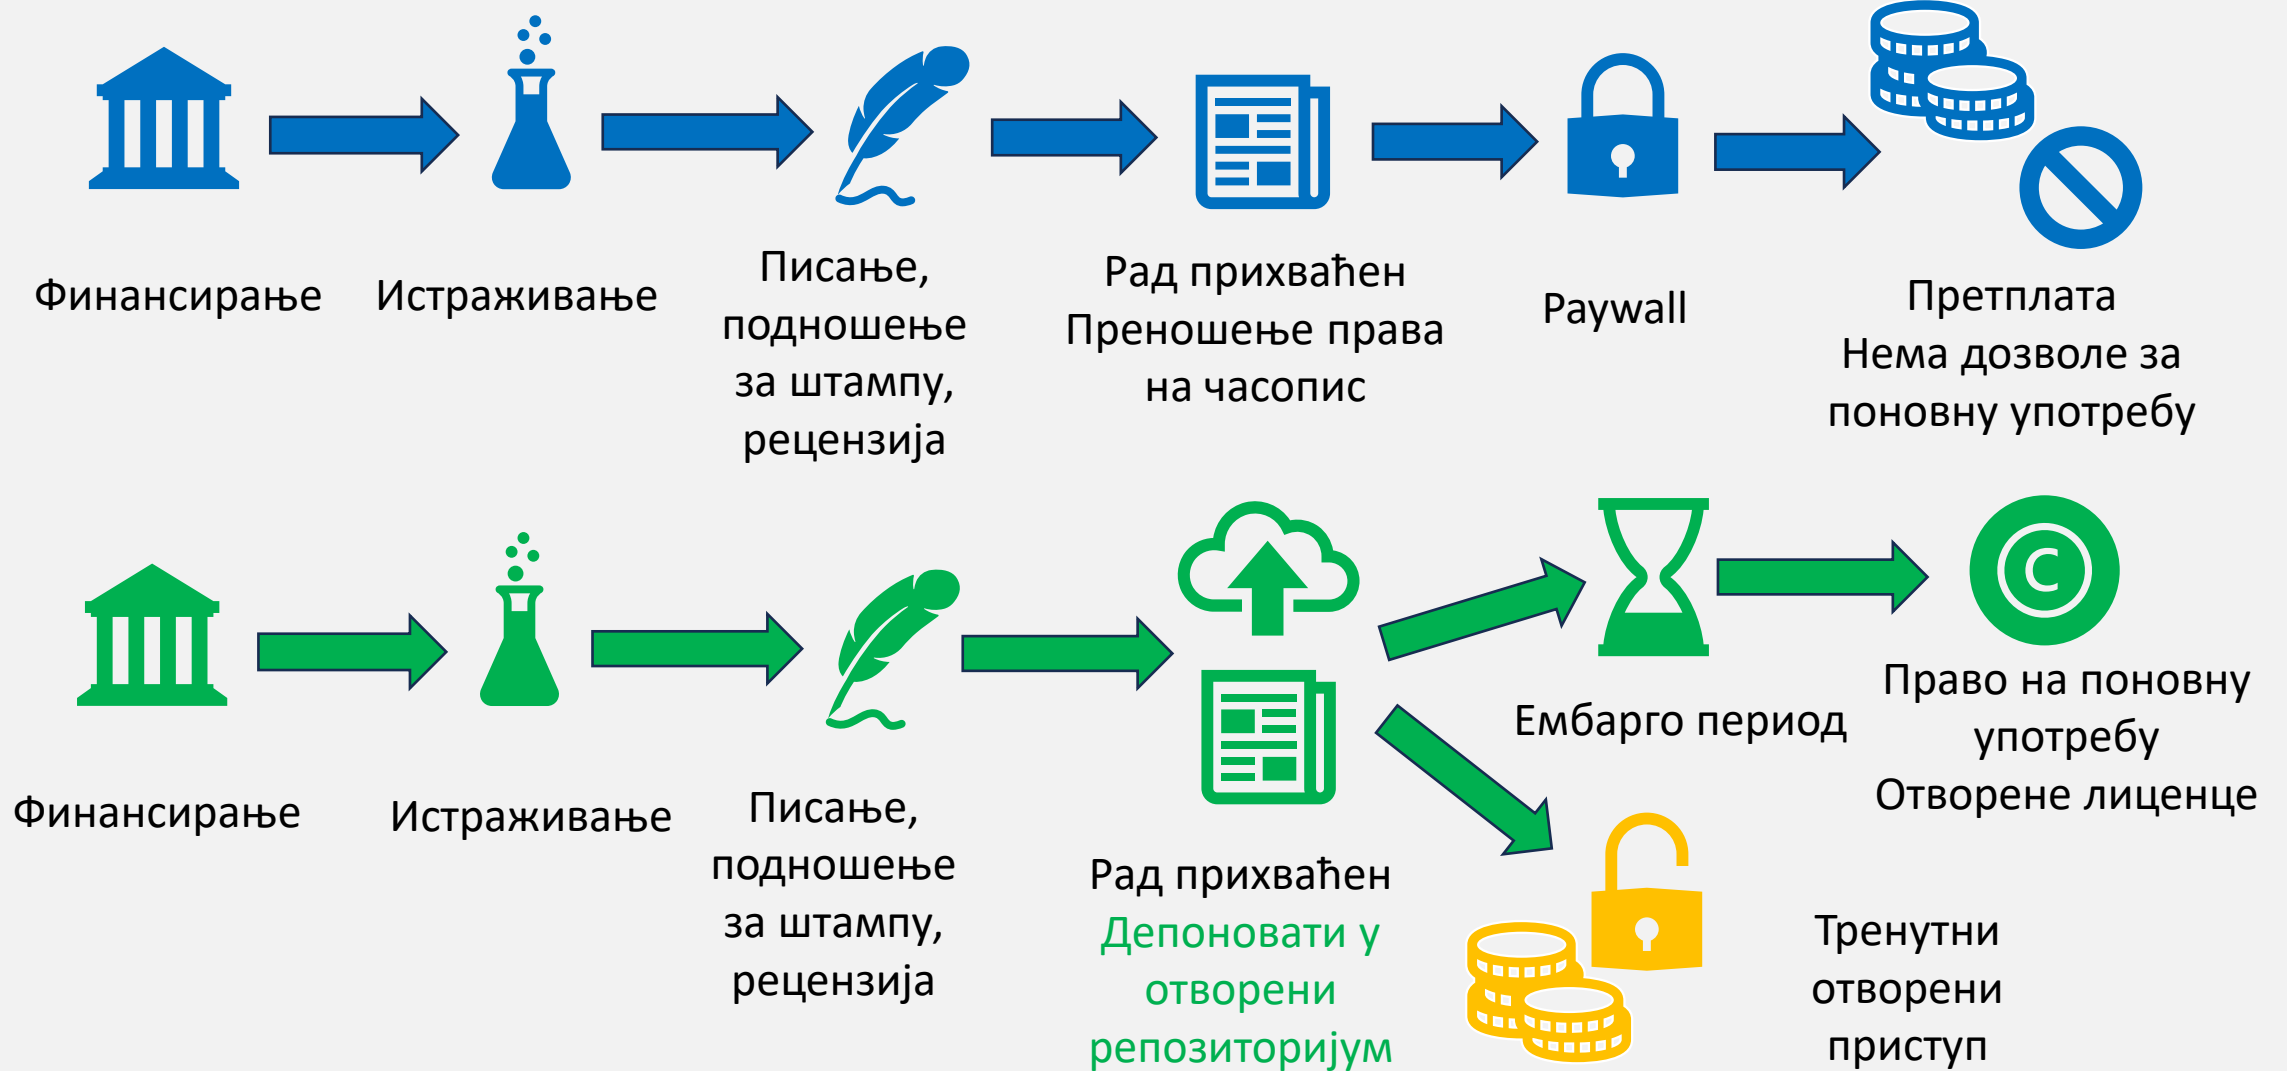 Финансирање
Истраживање
Писање,
подношење
за штампу,
рецензија
Рад прихваћен
Преношење права
на часопис
Paywall
Претплата
Нема дозволе за
поновну употребу
Финансирање
Истраживање
Писање,
подношење
за штампу,
рецензија
Рад прихваћен
Депоновати у
отворени
репозиторијум
Ембарго период
C
Право на поновну
употребу
Отворене лиценце
Тренутни
отворени
приступ